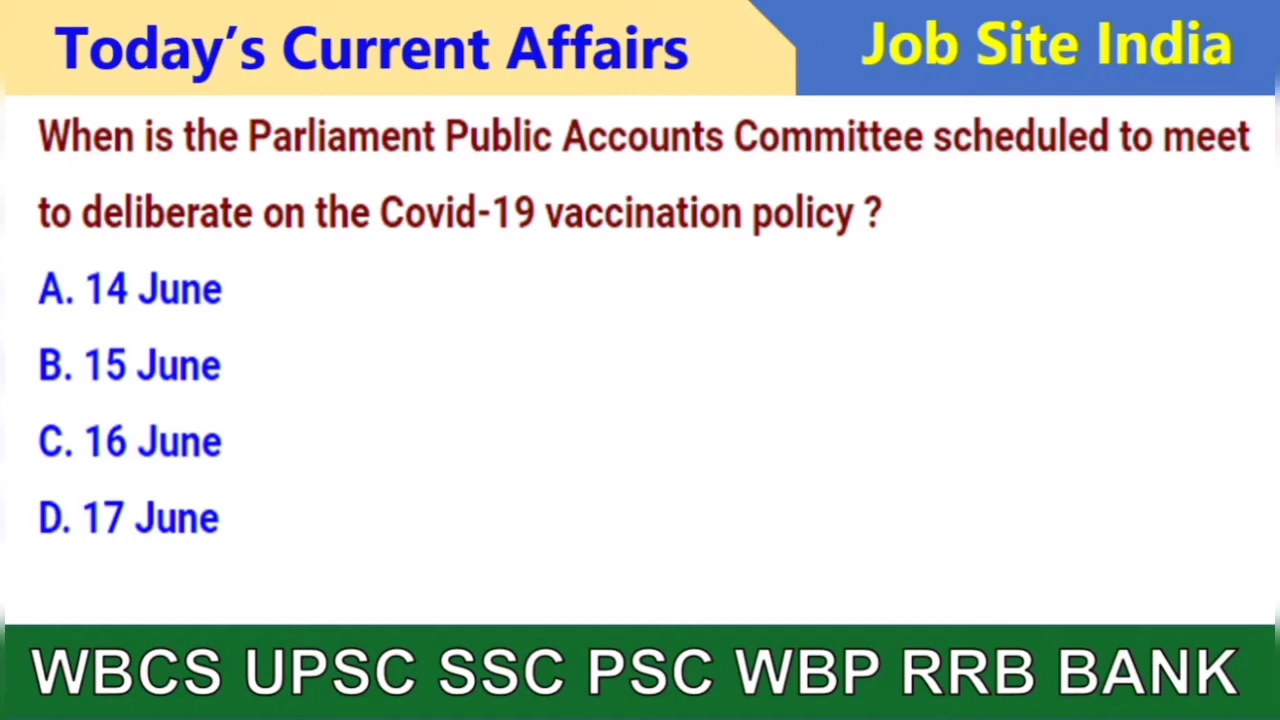 Today’s Current Affairs
Job Site India
When is the Parliament Public Accounts Committee scheduled to meet
to deliberate on the Covid-19 vaccination policy ?
A. 14 June
B. 15 June
C. 16 June
D. 17 June
WBCS UPSC SSC PSC WBP RRB BANK